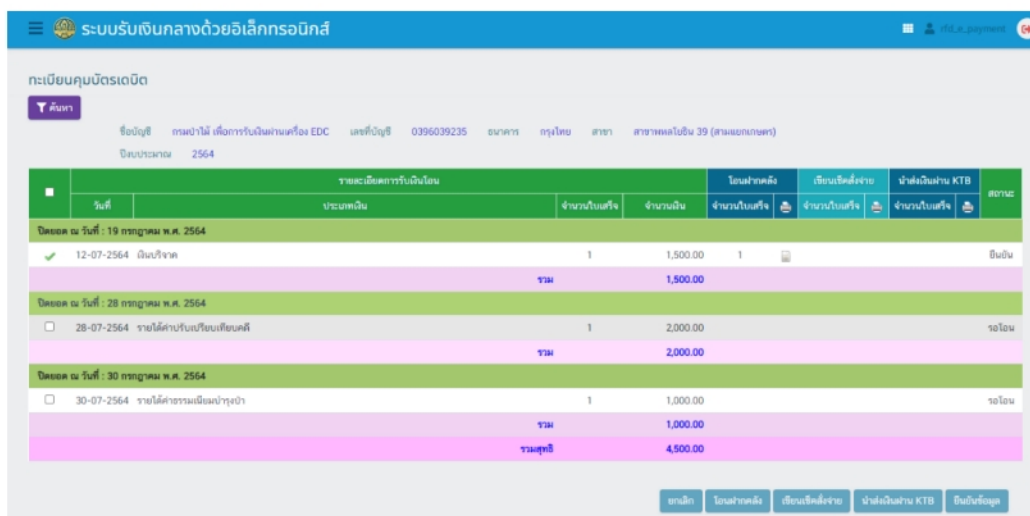 ระบบรับเงินกลางด้วยอิเล็กทรอนิกส์ rfd_e_payment
ทะเบียนคุมบัตรเดบิต
ค้นหา
ชื่อบัญชี กรมป่าไม้ เพื่อการรับเงินผ่านเครื่อง EDC เลขที่บัญชี 0396039235 ธนาคาร กรุงไทย สาขา สาขาพหลโยธิน 39 (สามแยกเกษตร)
ปีงบประมาณ 2564
รายละเอียดการรับเงินโอน โอนฝากคลัง เขียนเช็คสั่งจ่าย นำส่งเงินผ่าน KTB สถานะ
วันที่ ประเภทเงิน จำนวนใบเสร็จ จำนวนเงิน จำนวนใบเสร็จ จำนวนใบเสร็จ จำนวนใบเสร็จ
ปิดยอด ณ วันที่ : 19 กรกฎาคม พ.ศ. 2564
12-07-2564 เงินบริจาค 1 1,500.00 1 ยืนยัน
รวม 1,500.00
ปิดยอด ณ วันที่ : 28 กรกฎาคม พ.ศ. 2564
28-07-2564 รายได้ค่าปรับเปรียบเทียบคดี 1 2,000.00 รอโอน
รวม 2,000.00
ปิดยอด ณ วันที่ : 30 กรกฎาคม พ.ศ. 2564
30-07-2564 รายได้ค่าธรรมเนียมบำรุงป่า 1 1,000.00 รอโอน
รวม 1,000.00
รวมสุทธิ 4,500.00
ยกเลิก โอนฝากคลัง เขียนเช็คสั่งจ่าย นำส่งเงินผ่าน KTB ยืนยันข้อมูล